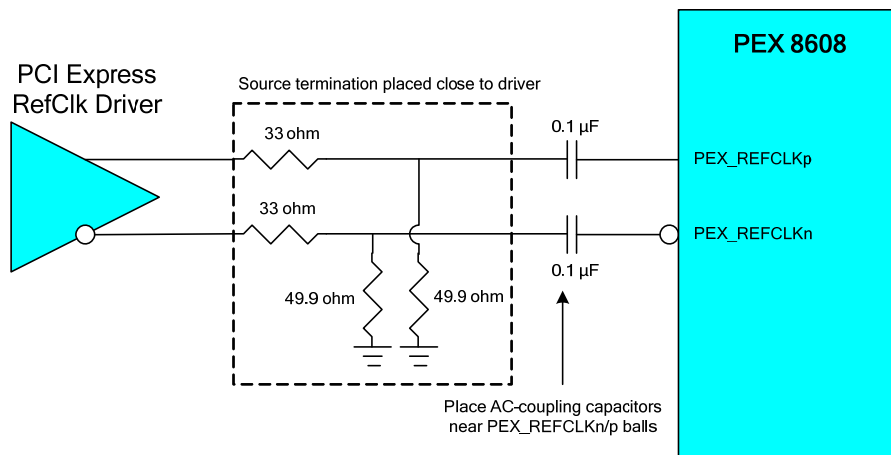 PEX 8608
PCI Express
RefClk Driver
Source termination placed close to driver
33 ohm
0.1 µF
PEX_REFCLKp
33 ohm
PEX_REFCLKn
0.1 µF
49.9 ohm
49.9 ohm
Place AC-coupling capacitors
near PEX_REFCLKn/p balls